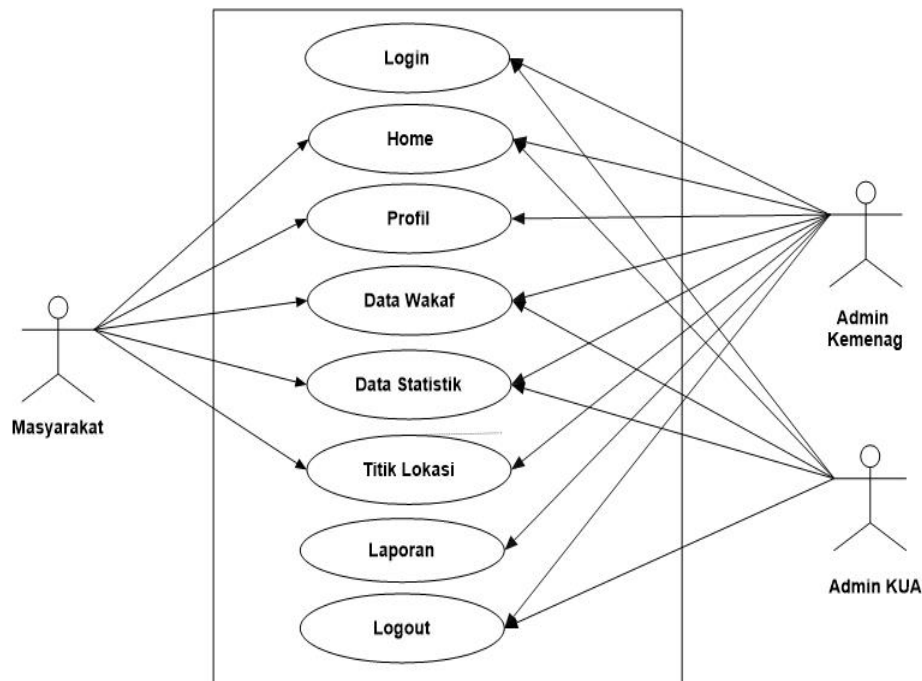 Login
Home
Profil
Data Wakaf
Data Statistik
Titik Lokasi
Laporan
Logout
Masyarakat
Admin
Kemenag
Admin KUA